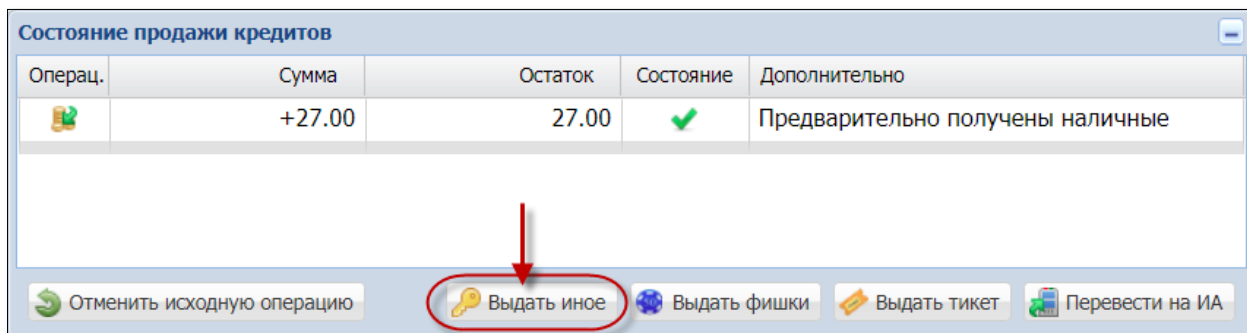 Состояние продажи кредитов
Операц. Сумма Остаток Состояние Дополнительно
+27.00 27.00 Предварительно получены наличные
Отменить исходную операцию Выдать иное Выдать фишки Выдать тикет Перевести на ИА